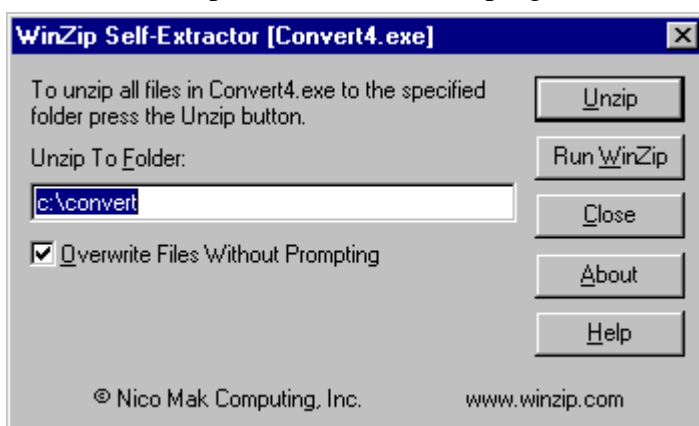 WinZip Self-Extractor [Convert4.exe]
To unzip all files in Convert4.exe to the specified
folder press the Unzip button.
Unzip To Folder:
c:\convert
Overwrite Files Without Prompting
Unzip
Run WinZip
Close
About
Help
© Nico Mak Computing, Inc.
www.winzip.com